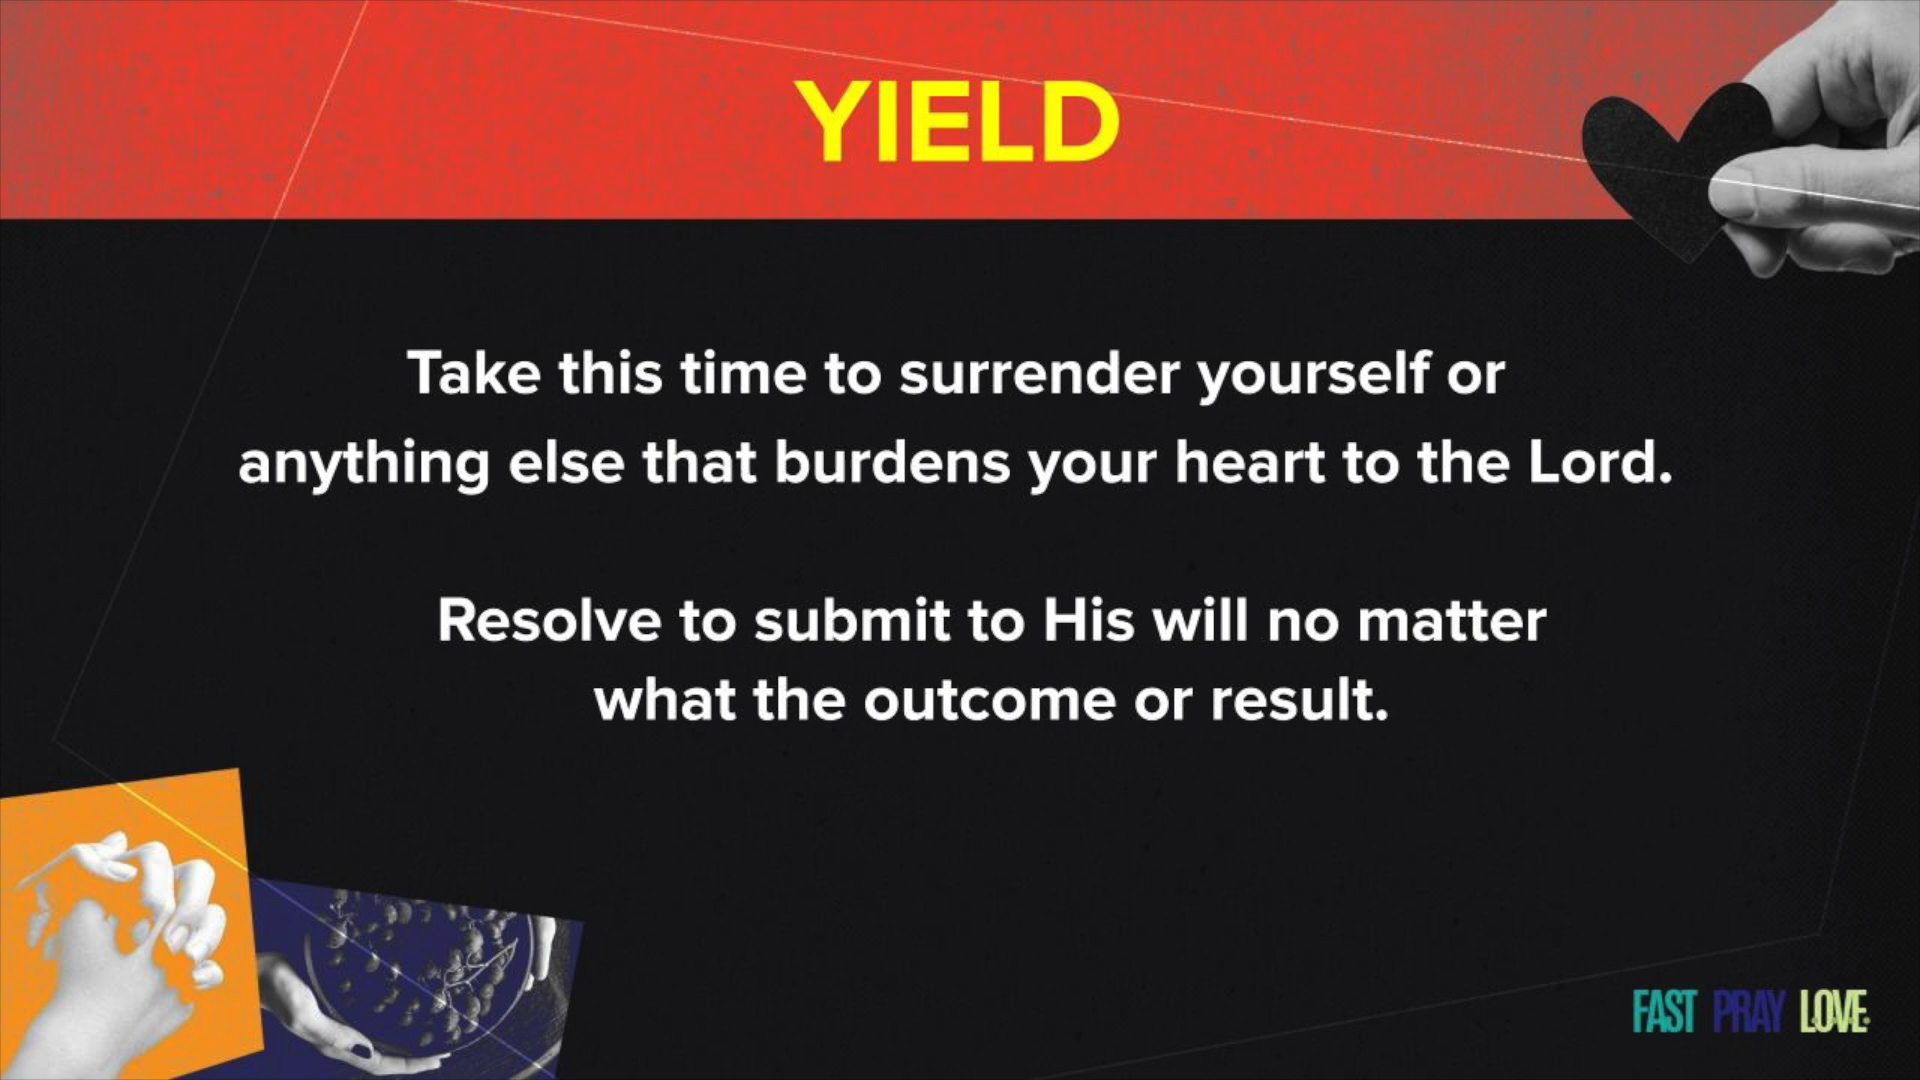 YIELD
Take this time to surrender yourself or
anything else that burdens your heart to the Lord.
Resolve to submit to His will no matter
what the outcome or result.
FAST PRAY LOVE